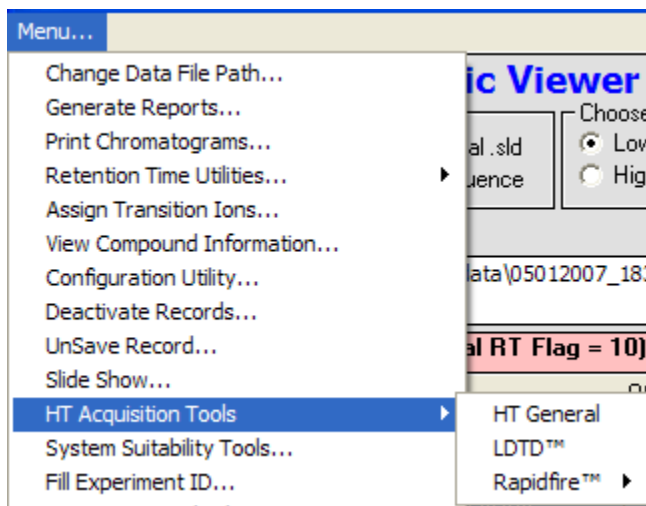 Menu...
Change Data File Path...
Generate Reports...
Print Chromatograms...
Retention Time Utilities...
Assign Transition Ions...
View Compound Information...
Configuration Utility...
Deactivate Records...
UnSave Record...
Slide Show...
HT Acquisition Tools
System Suitability Tools...
Fill Experiment ID...
ic Viewer
Choose
al .sld
Low
uence
Hig
data\05012007_183
al RT Flag = 10)
HT General
LDTD™
Rapidfire™